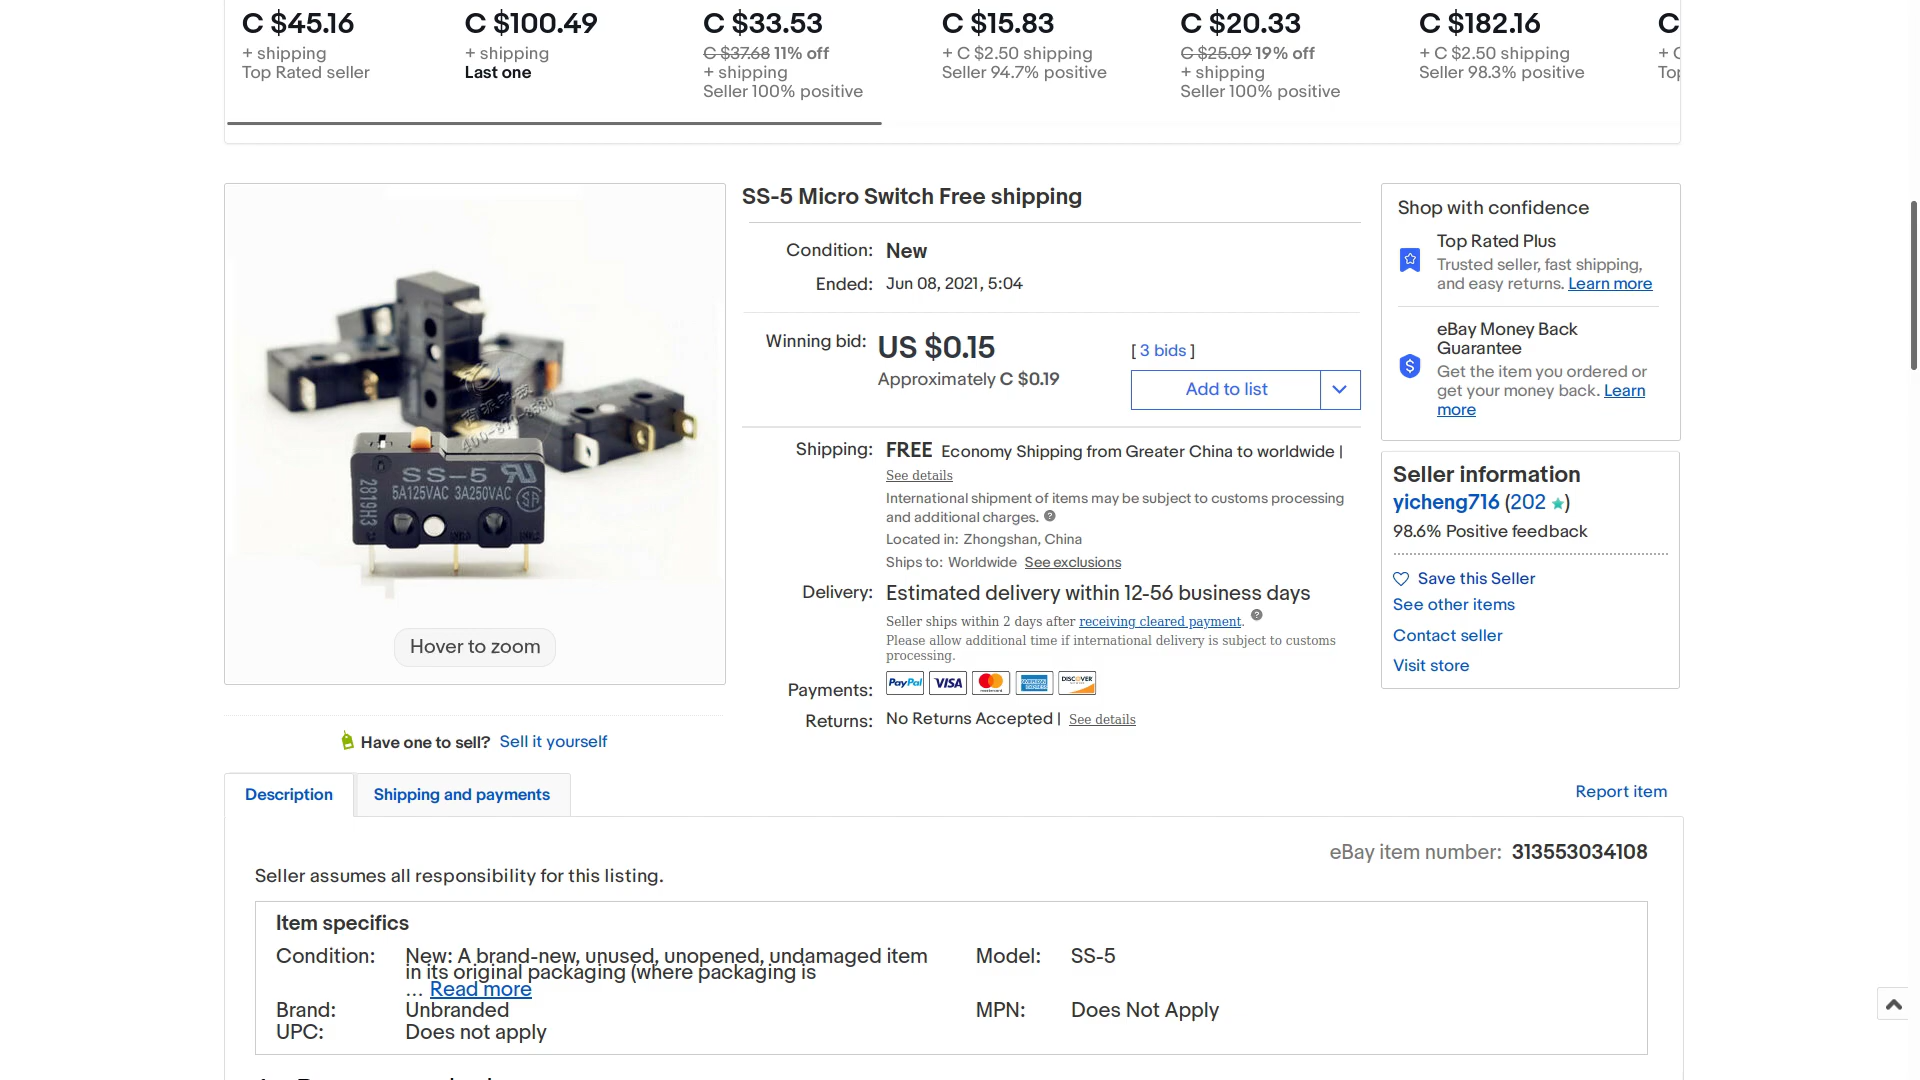 C $45.16
+ shipping
Top Rated seller
C $100.49
+ shipping
Last one
C $33.53
C $37.68 11% off
+ shipping
Seller 100% positive
C $15.83
+ C $2.50 shipping
Seller 94.7% positive
C $20.33
C $25.09 19% off
+ shipping
Seller 100% positive
C $182.16
+ C $2.50 shipping
Seller 98.3% positive
C
SS-5
5A125VAC 3A250VAC
2819H3
400-871-8580
Hover to zoom
Have one to sell? Sell it yourself
SS-5 Micro Switch Free shipping
Condition: New
Ended: Jun 08, 2021, 5:04
Winning bid: US $0.15 [ 3 bids ]
Approximately C $0.19
Add to list
Shipping: FREE Economy Shipping from Greater China to worldwide |
See details
International shipment of items may be subject to customs processing
and additional charges.
Located in: Zhongshan, China
Ships to: Worldwide See exclusions
Delivery: Estimated delivery within 12-56 business days
Seller ships within 2 days after receiving cleared payment.
Please allow additional time if international delivery is subject to customs
processing.
Payments: PayPal VISA mastercard AMERICAN EXPRESS DISCOVER
Returns: No Returns Accepted | See details
Shop with confidence
Top Rated Plus
Trusted seller, fast shipping,
and easy returns. Learn more
eBay Money Back
Guarantee
Get the item you ordered or
get your money back. Learn
more
Seller information
yicheng716 (202 )
98.6% Positive feedback
Save this Seller
See other items
Contact seller
Visit store
Description
Shipping and payments
Report item
eBay item number: 313553034108
Seller assumes all responsibility for this listing.
Item specifics
Condition: New: A brand-new, unused, unopened, undamaged item
in its original packaging (where packaging is
... Read more
Model: SS-5
Brand: Unbranded
MPN: Does Not Apply
UPC: Does not apply